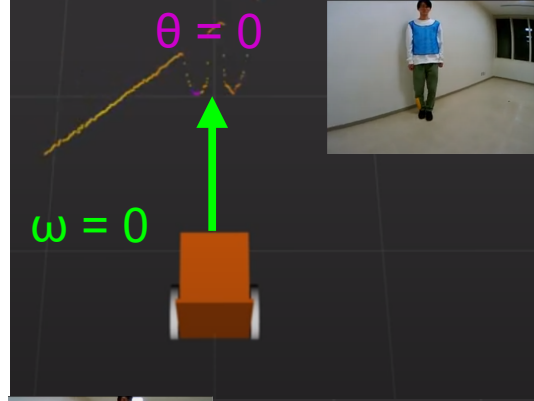 θ = 0
ω = 0